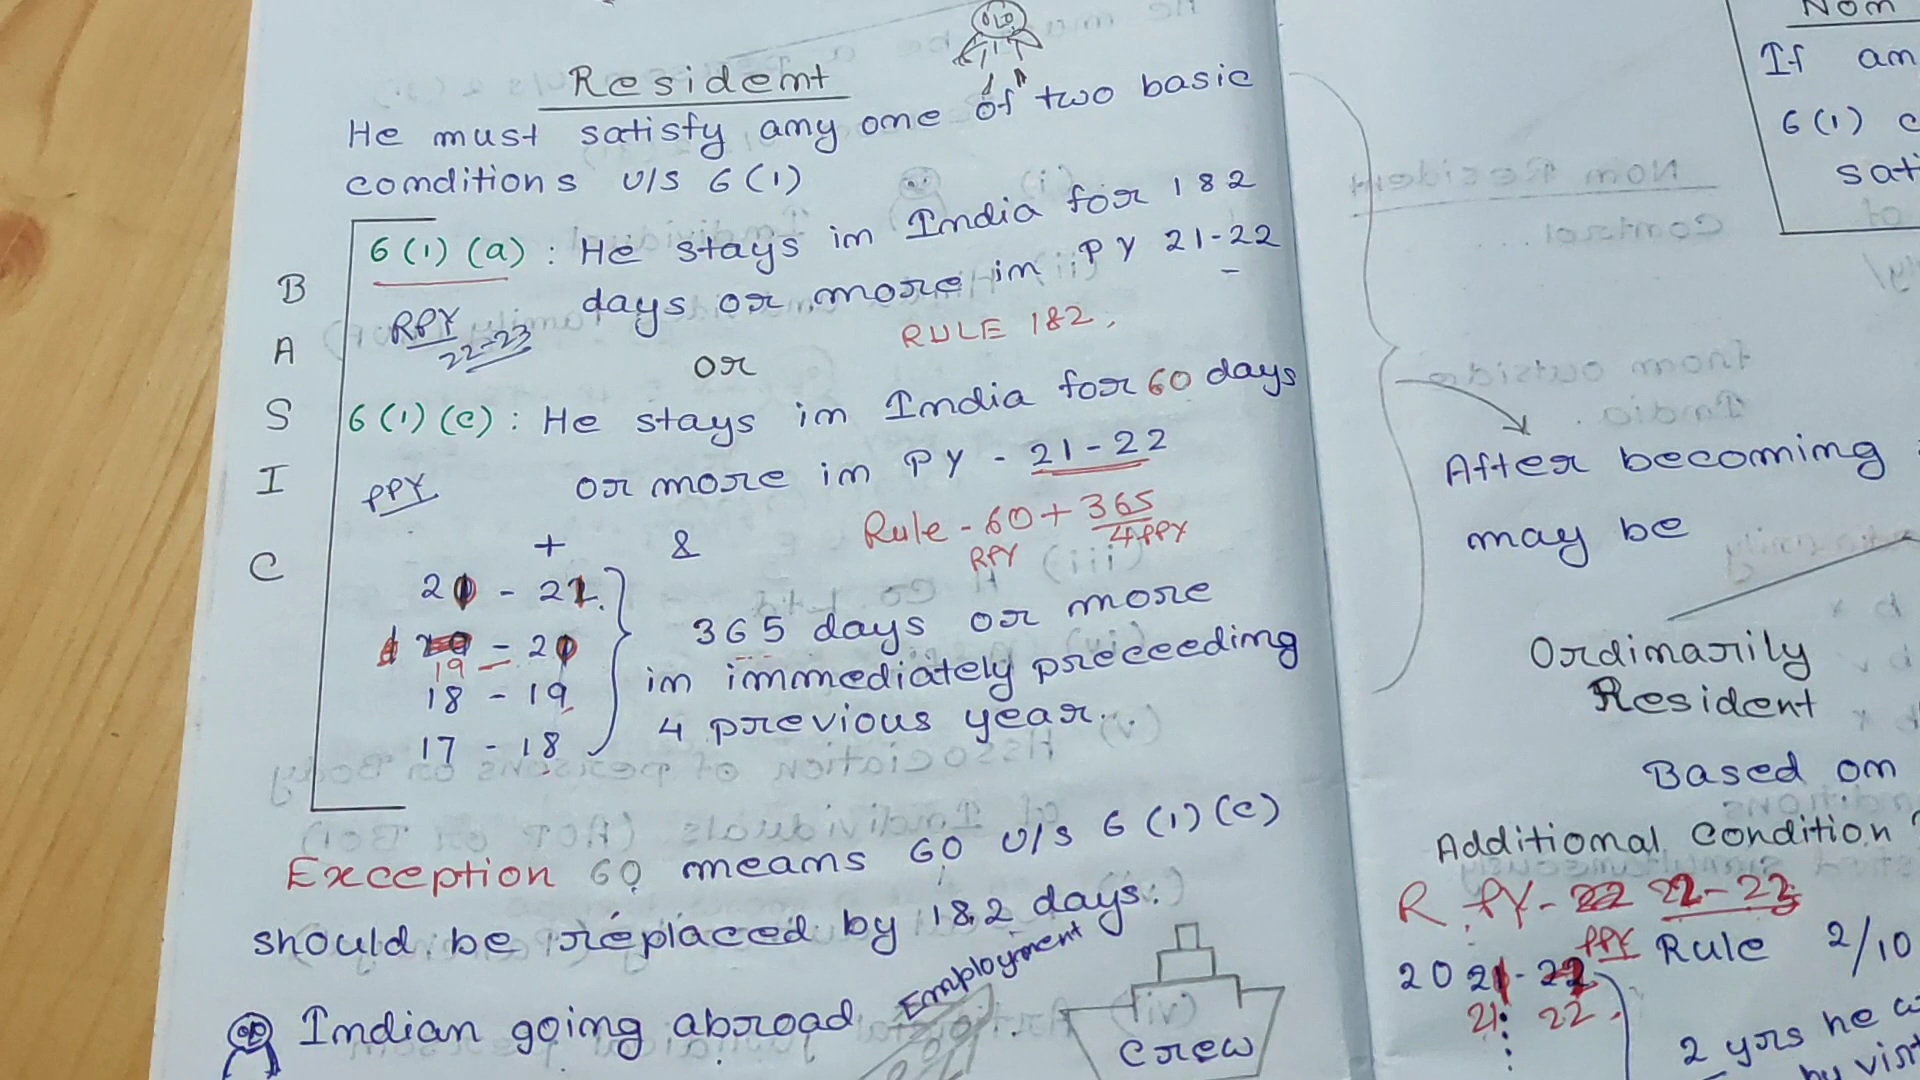 Resident
He must satisfy any one of two basic
conditions U/S 6(1)
BASIC
6(1)(a) : He stays in India for 182
days or more in PY 21-22
RPY
22-23
RULE 182.
or
6(1)(c) : He stays in India for 60 days
or more in PY - 21-22
PPY
Rule - 60 + 365
RPY 4PPY
+ &
20 - 21.
19 - 20
18 - 19
17 - 18
365 days or more
in immediately preceeding
4 previous year..
Exception 60 means 60 U/S 6(1)(c)
should be replaced by 182 days.
Indian going abroad
Employment
Crew
Non
If an
6(1) c
sat
After becoming
may be
Ordinarily
Resident
Based on
Additional Condition
R. PY - 22-23
PPY Rule 2/10
20 21-22
21 22.
2 yrs he w